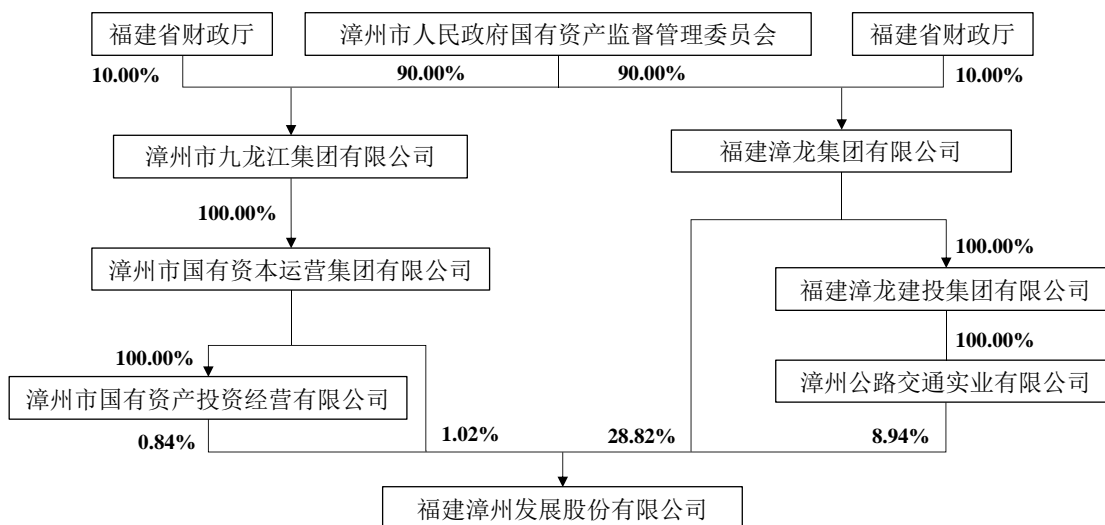 福建省财政厅
漳州市人民政府国有资产监督管理委员会
福建省财政厅
10.00%
90.00%
90.00%
10.00%
漳州市九龙江集团有限公司
福建漳龙集团有限公司
100.00%
100.00%
漳州市国有资本运营集团有限公司
福建漳龙建投集团有限公司
100.00%
100.00%
漳州市国有资产投资经营有限公司
漳州公路交通实业有限公司
0.84%
1.02%
28.82%
8.94%
福建漳州发展股份有限公司